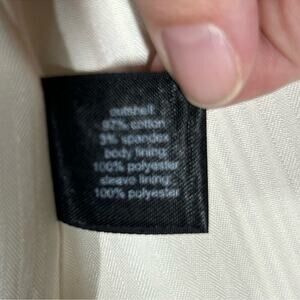 outshell:
97% cotton
3% spandex
body lining:
100% polyester
sleeve lining:
100% polyester